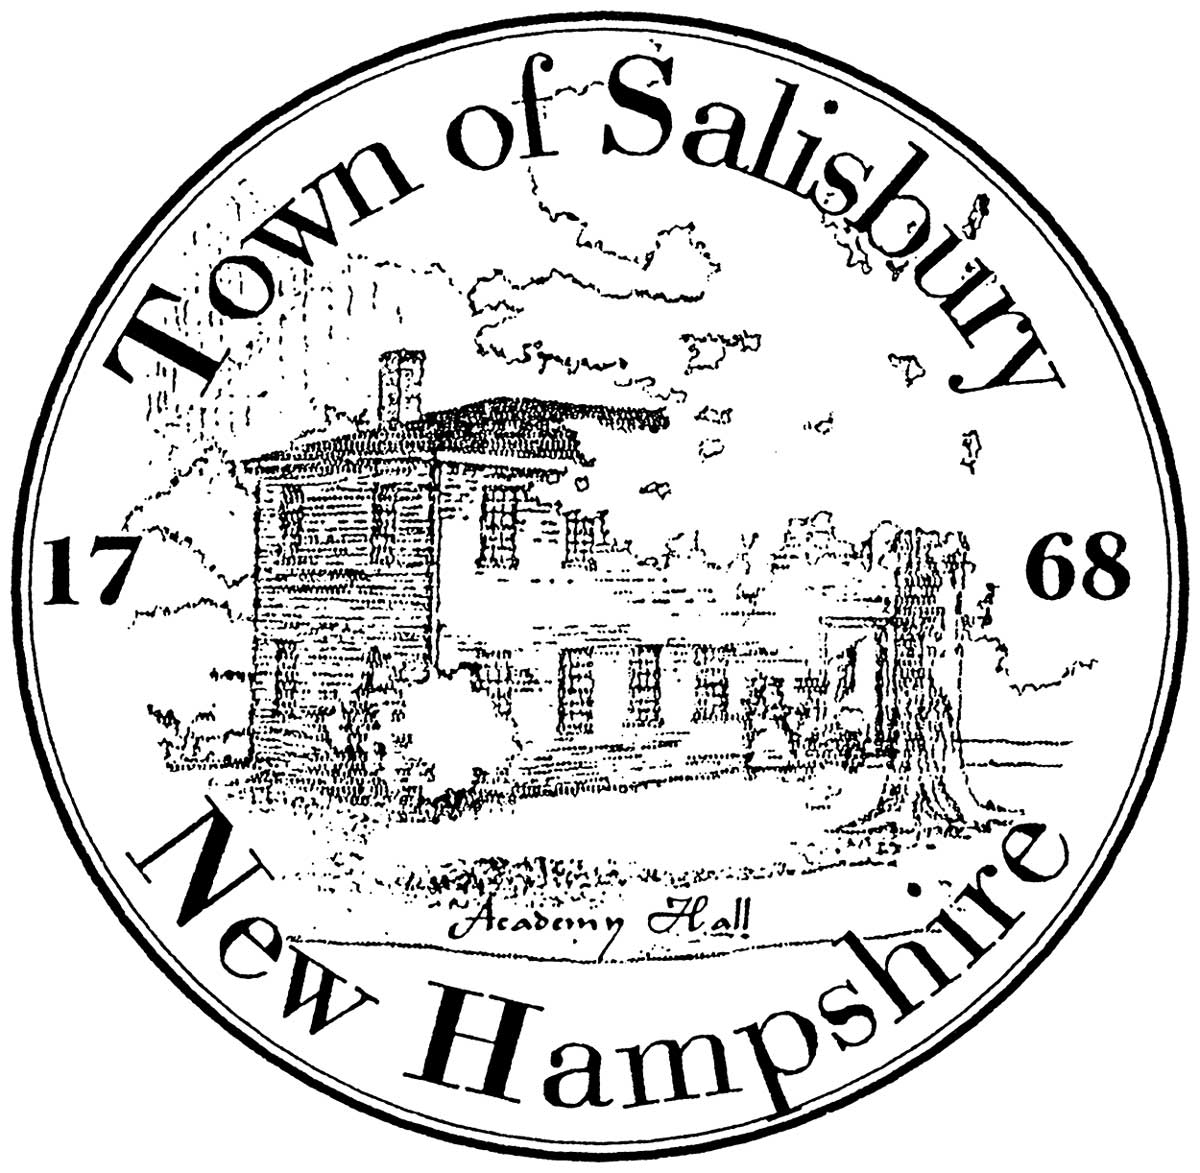 Town of Salisbury
17 68
Academy Hall
New Hampshire